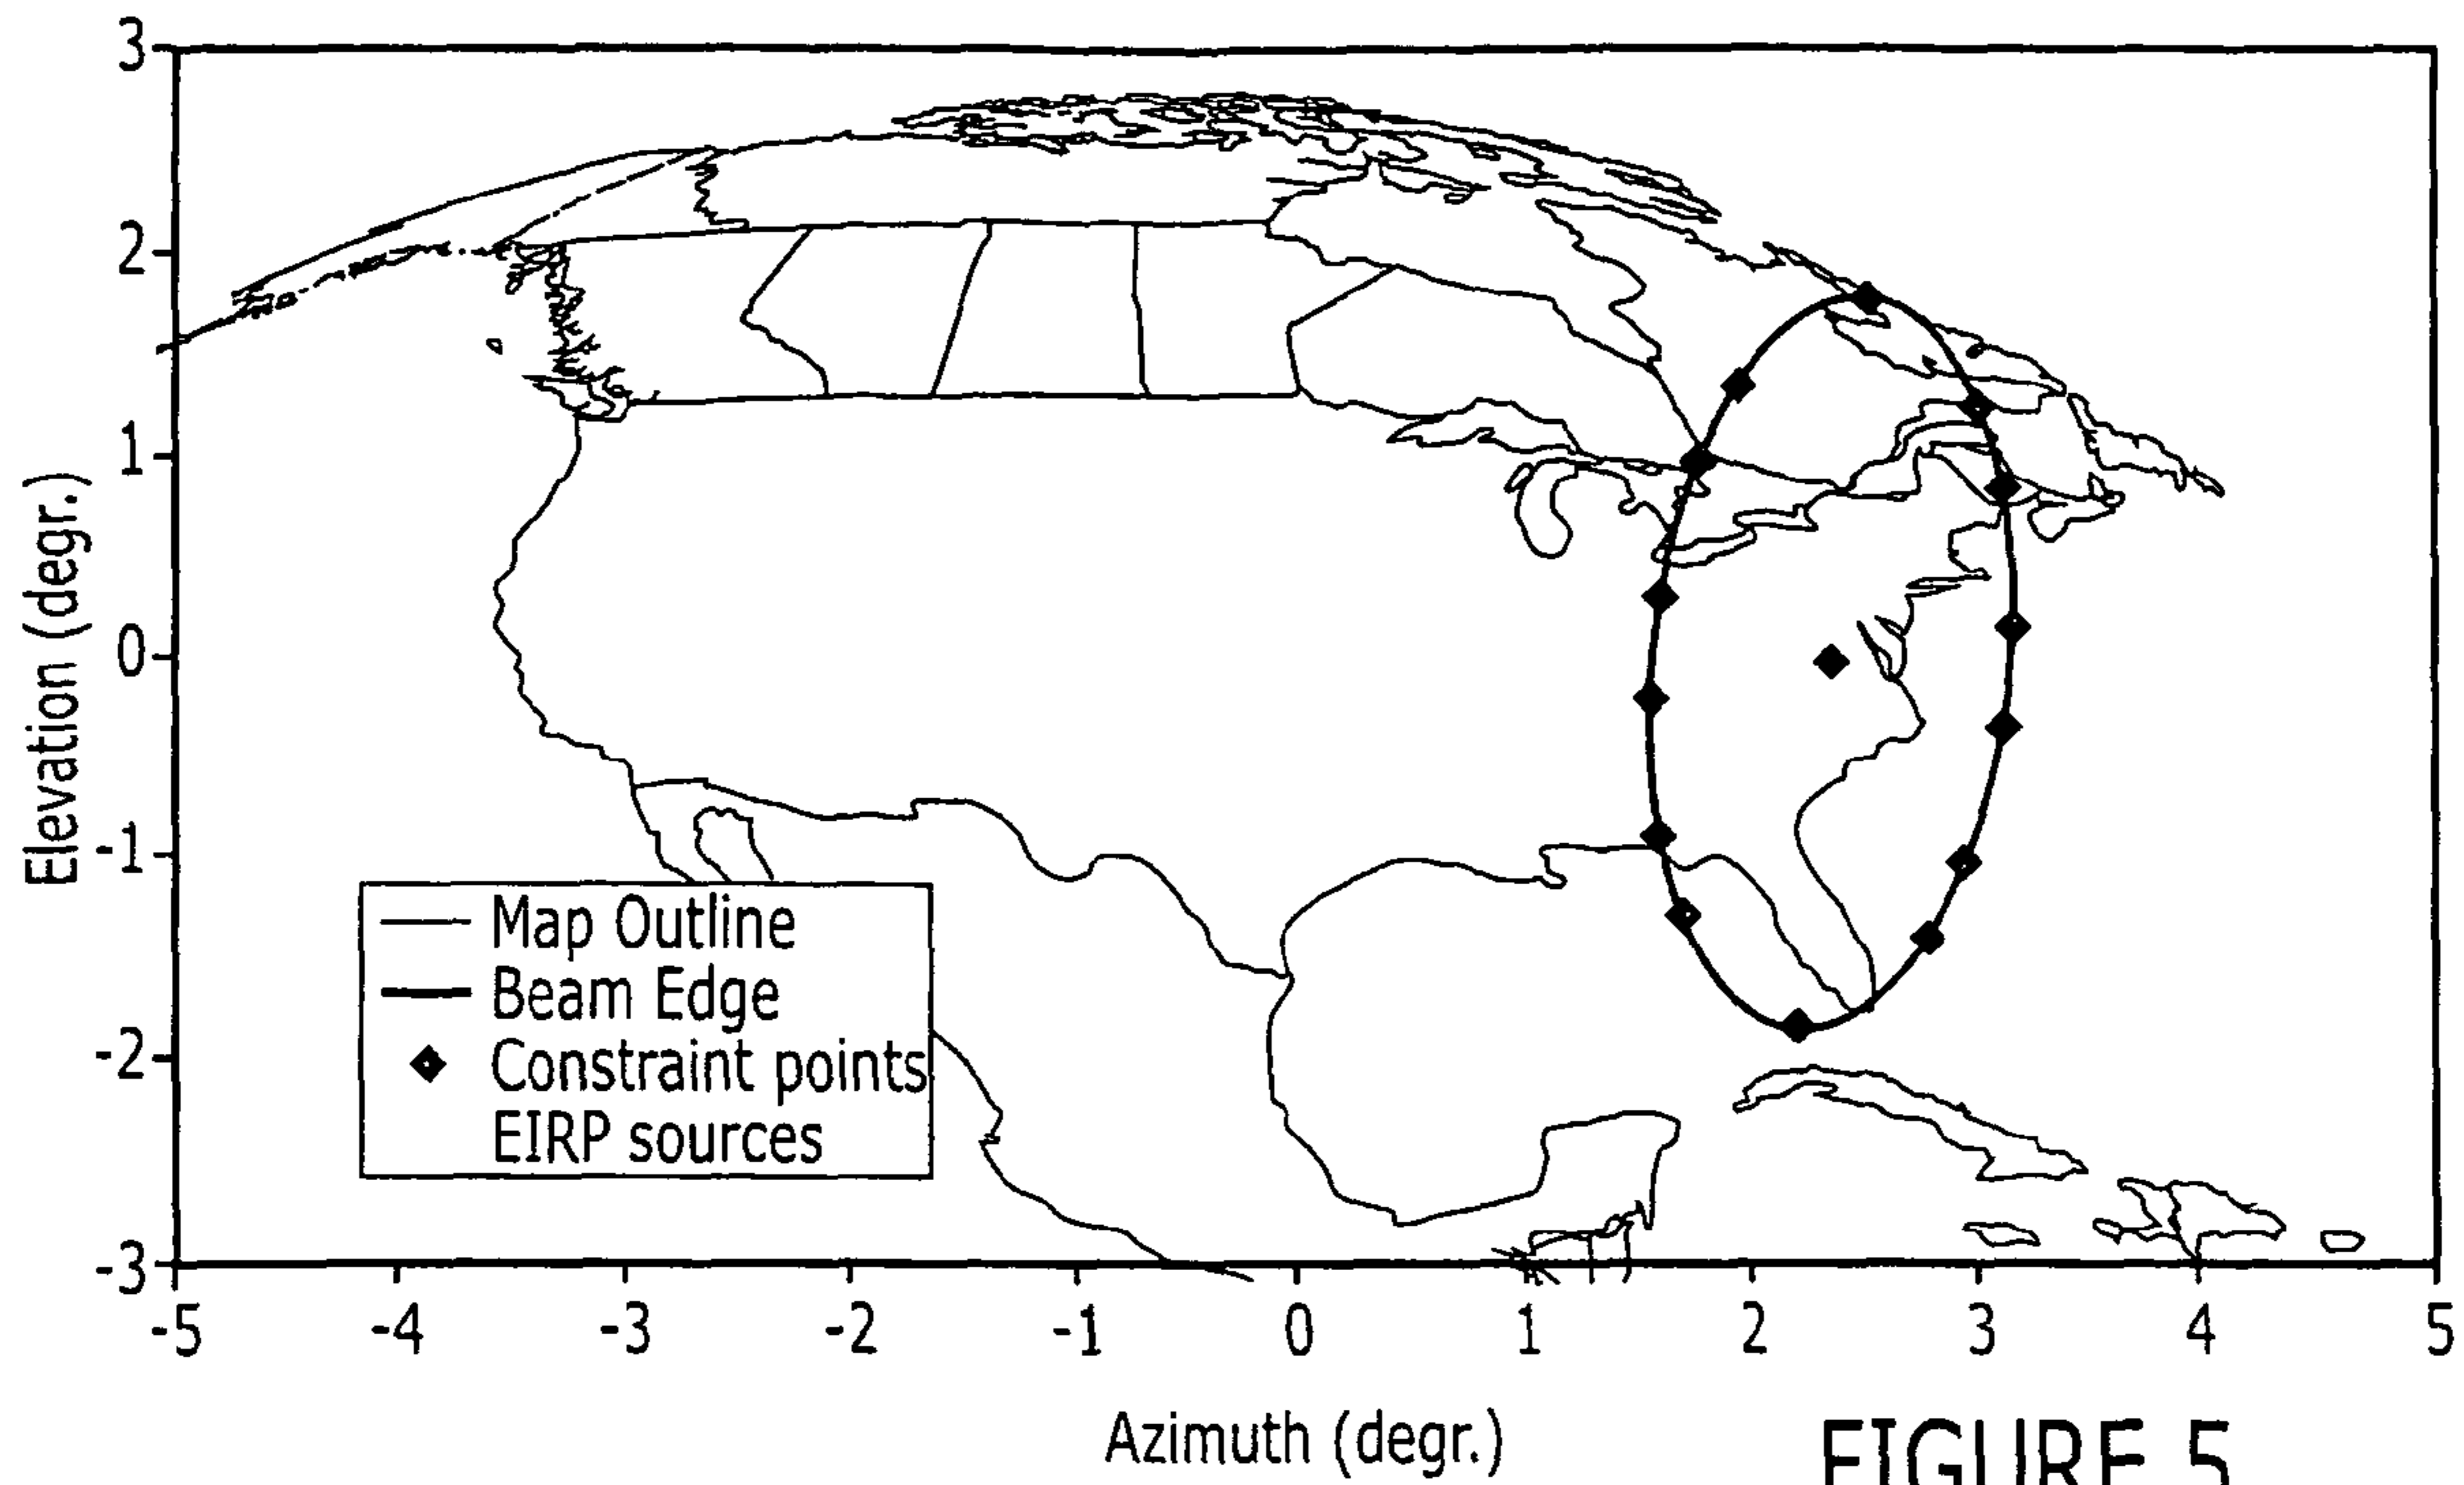 3
2
1
0
-1
-2
-3
Elevation (degr.)
Map Outline
Beam Edge
Constraint points
EIRP sources
-5 -4 -3 -2 -1 0 1 2 3 4 5
Azimuth (degr.)
FIGURE 5